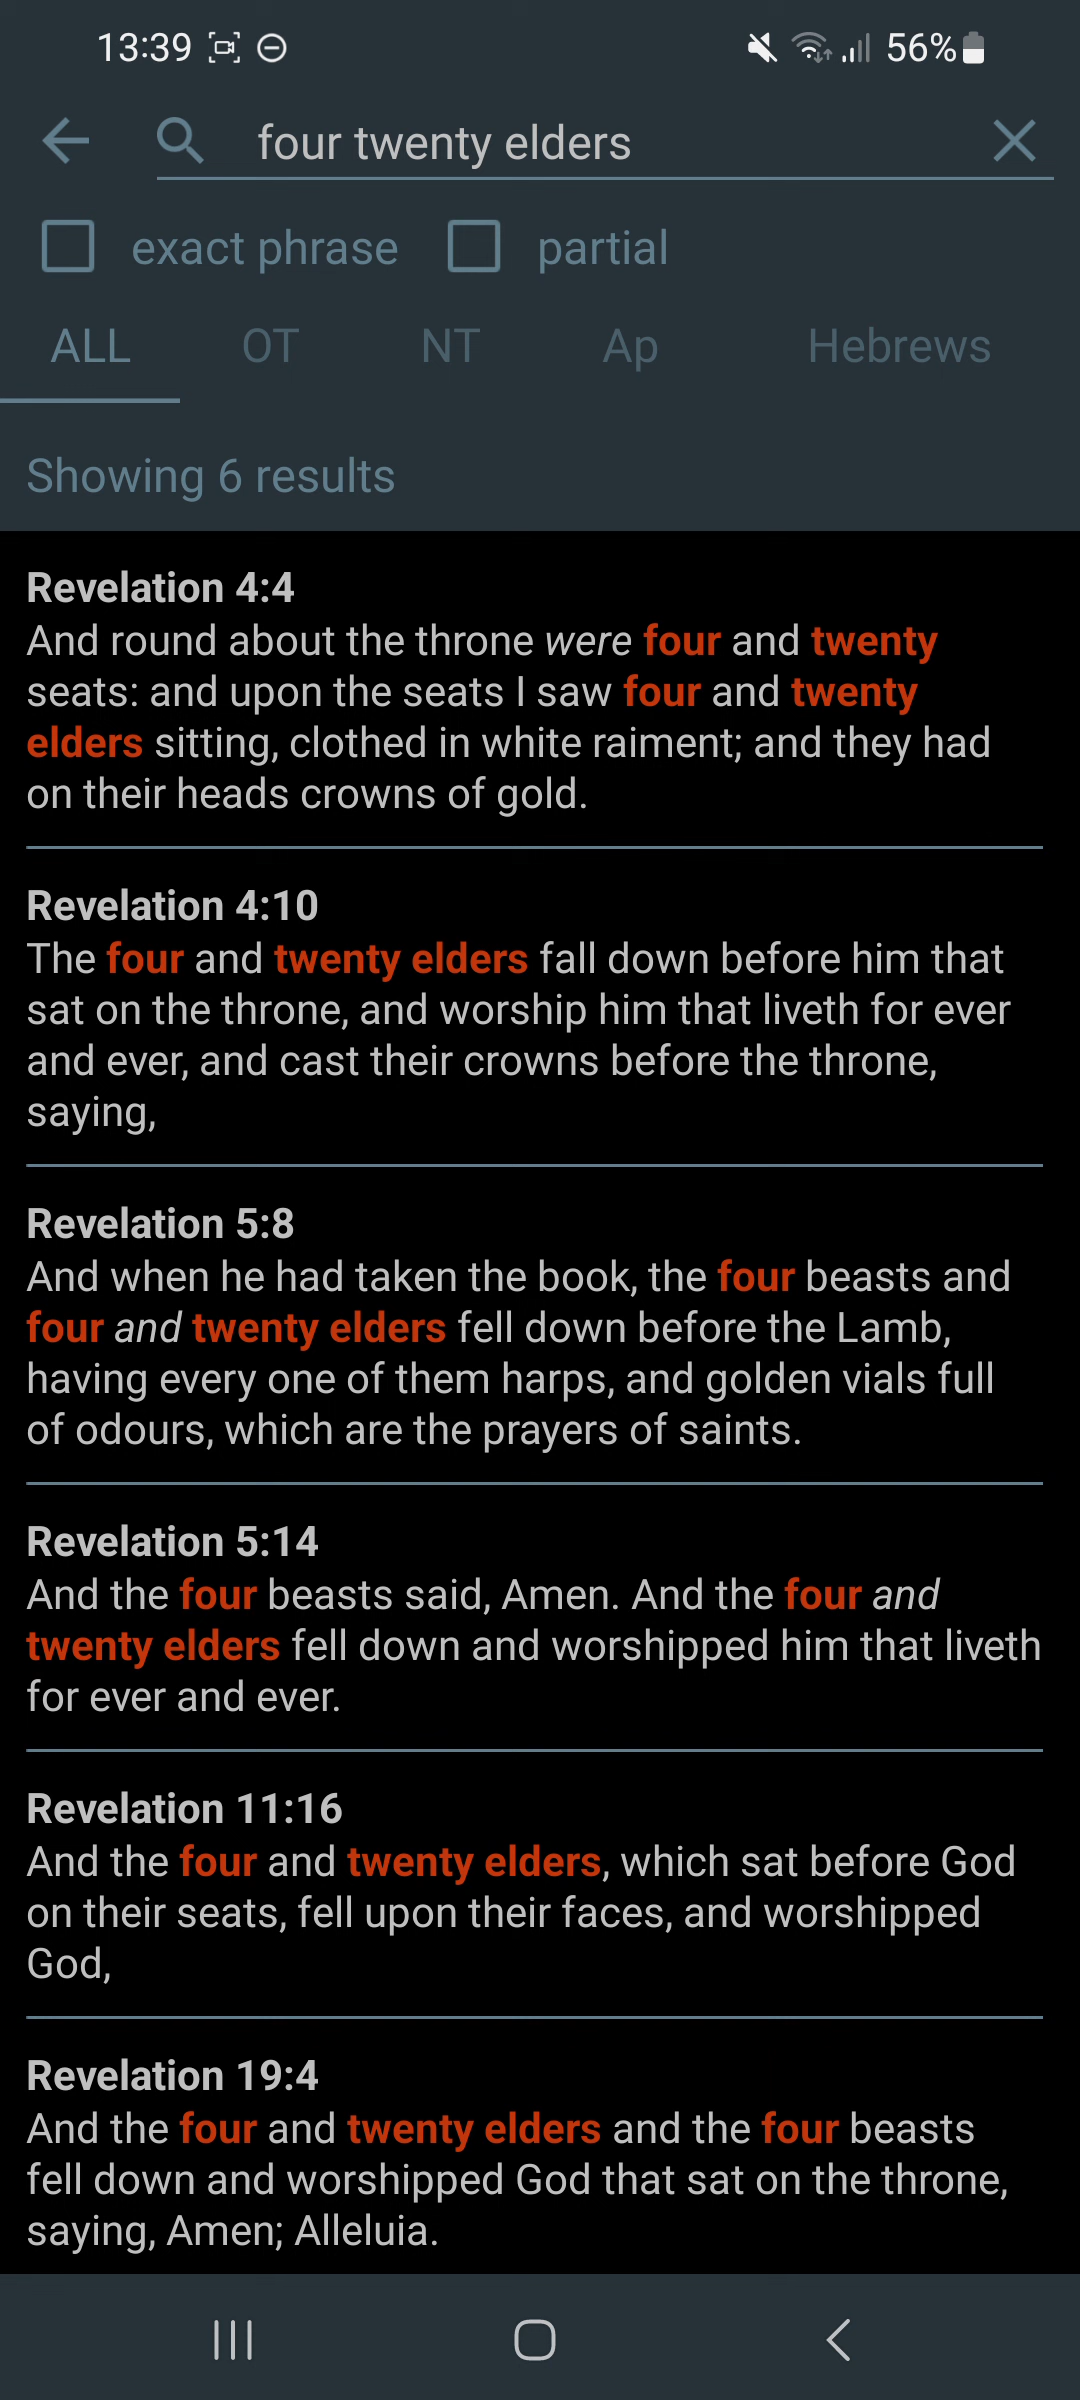 13:39 56%
four twenty elders
exact phrase partial
ALL OT NT Ap Hebrews
Showing 6 results
Revelation 4:4
And round about the throne were four and twenty
seats: and upon the seats I saw four and twenty
elders sitting, clothed in white raiment; and they had
on their heads crowns of gold.
Revelation 4:10
The four and twenty elders fall down before him that
sat on the throne, and worship him that liveth for ever
and ever, and cast their crowns before the throne,
saying,
Revelation 5:8
And when he had taken the book, the four beasts and
four and twenty elders fell down before the Lamb,
having every one of them harps, and golden vials full
of odours, which are the prayers of saints.
Revelation 5:14
And the four beasts said, Amen. And the four and
twenty elders fell down and worshipped him that liveth
for ever and ever.
Revelation 11:16
And the four and twenty elders, which sat before God
on their seats, fell upon their faces, and worshipped
God,
Revelation 19:4
And the four and twenty elders and the four beasts
fell down and worshipped God that sat on the throne,
saying, Amen; Alleluia.